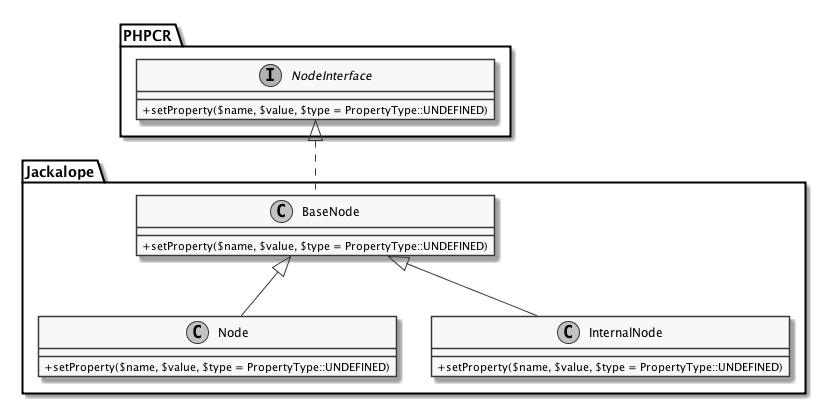 PHPCR
I NodeInterface
+setProperty($name, $value, $type = PropertyType::UNDEFINED)
Jackalope
C BaseNode
+setProperty($name, $value, $type = PropertyType::UNDEFINED)
C Node
+setProperty($name, $value, $type = PropertyType::UNDEFINED)
C InternalNode
+setProperty($name, $value, $type = PropertyType::UNDEFINED)